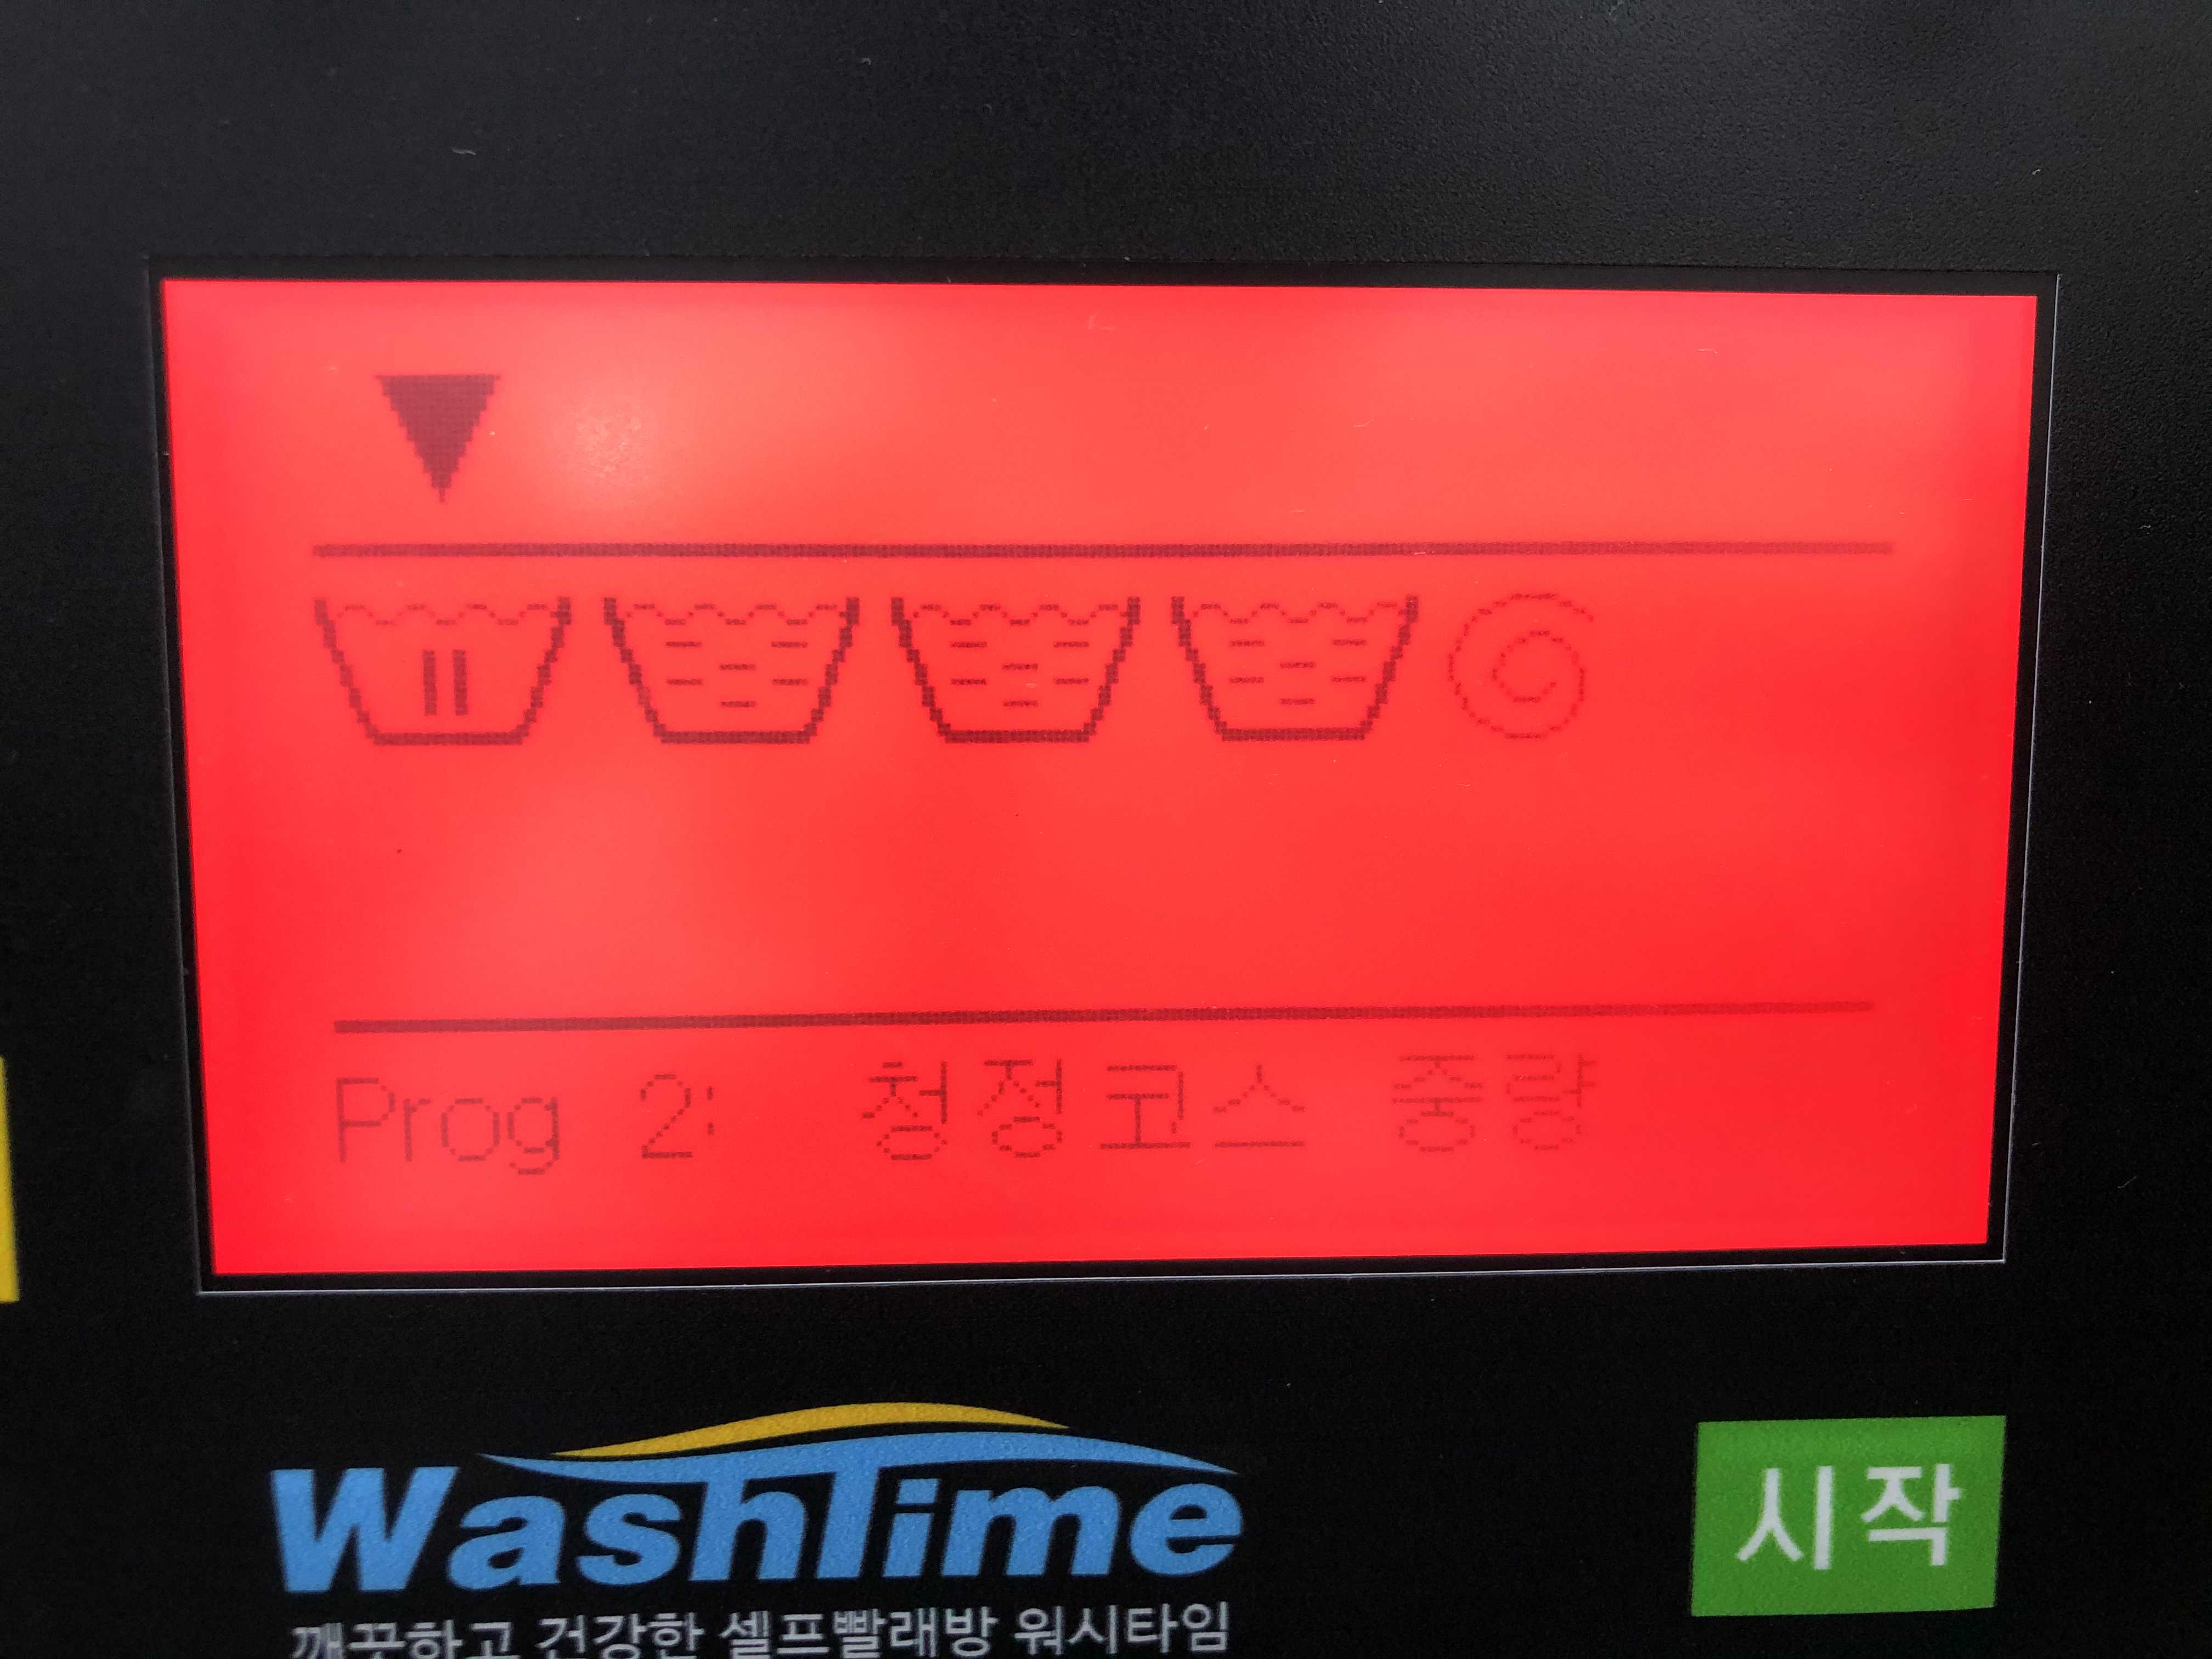 Prog 2: 청정코스 중량
WashTime
시작
깨끗하고 건강한 셀프빨래방 워시타임